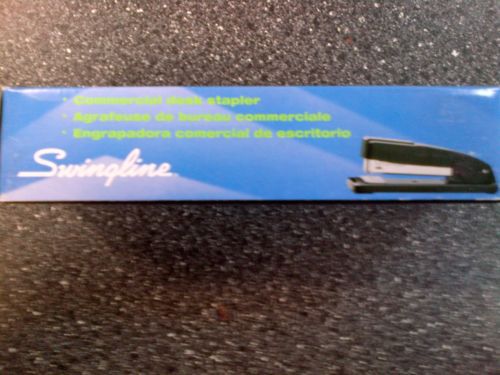 · Commercial desk stapler
· Agrafeuse de bureau commerciale
· Engrapadora comercial de escritorio
Swingline